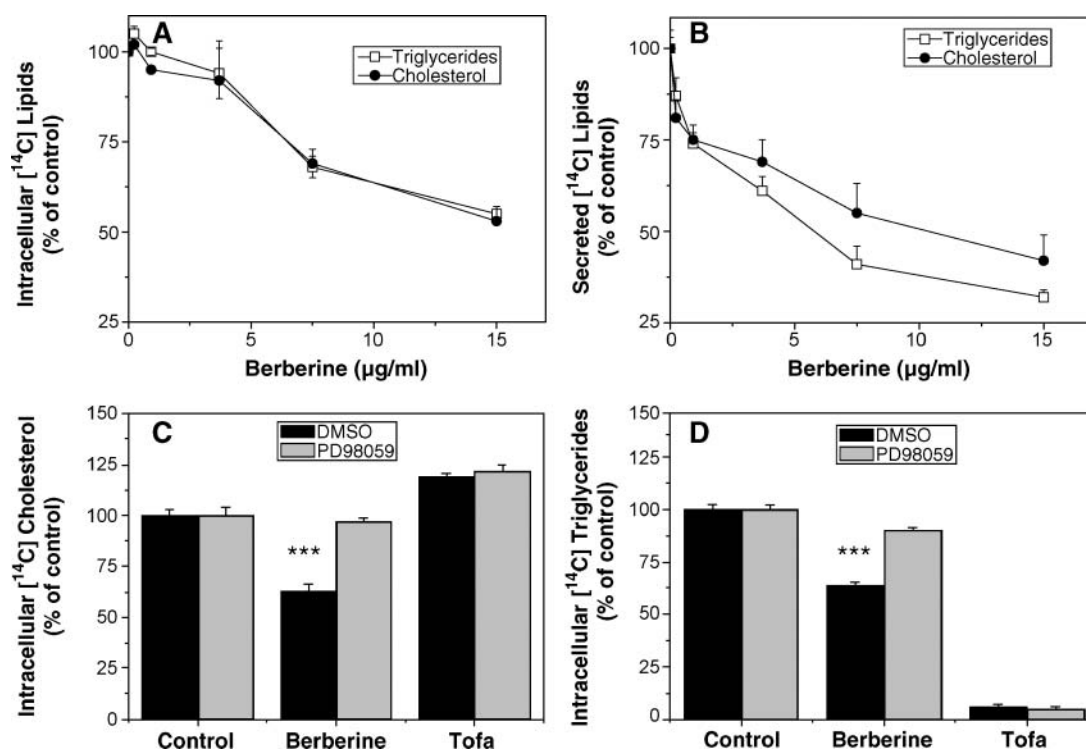 A
Triglycerides
Cholesterol
100
75
50
25
0
5
10
15
Intracellular [¹⁴C] Lipids
(% of control)
Berberine (µg/ml)
B
Triglycerides
Cholesterol
100
75
50
25
0
5
10
15
Secreted [¹⁴C] Lipids
(% of control)
Berberine (µg/ml)
C
DMSO
PD98059
150
125
100
75
50
25
0
***
Intracellular [¹⁴C] Cholesterol
(% of control)
Control Berberine Tofa
D
DMSO
PD98059
150
125
100
75
50
25
0
***
Intracellular [¹⁴C] Triglycerides
(% of control)
Control Berberine Tofa